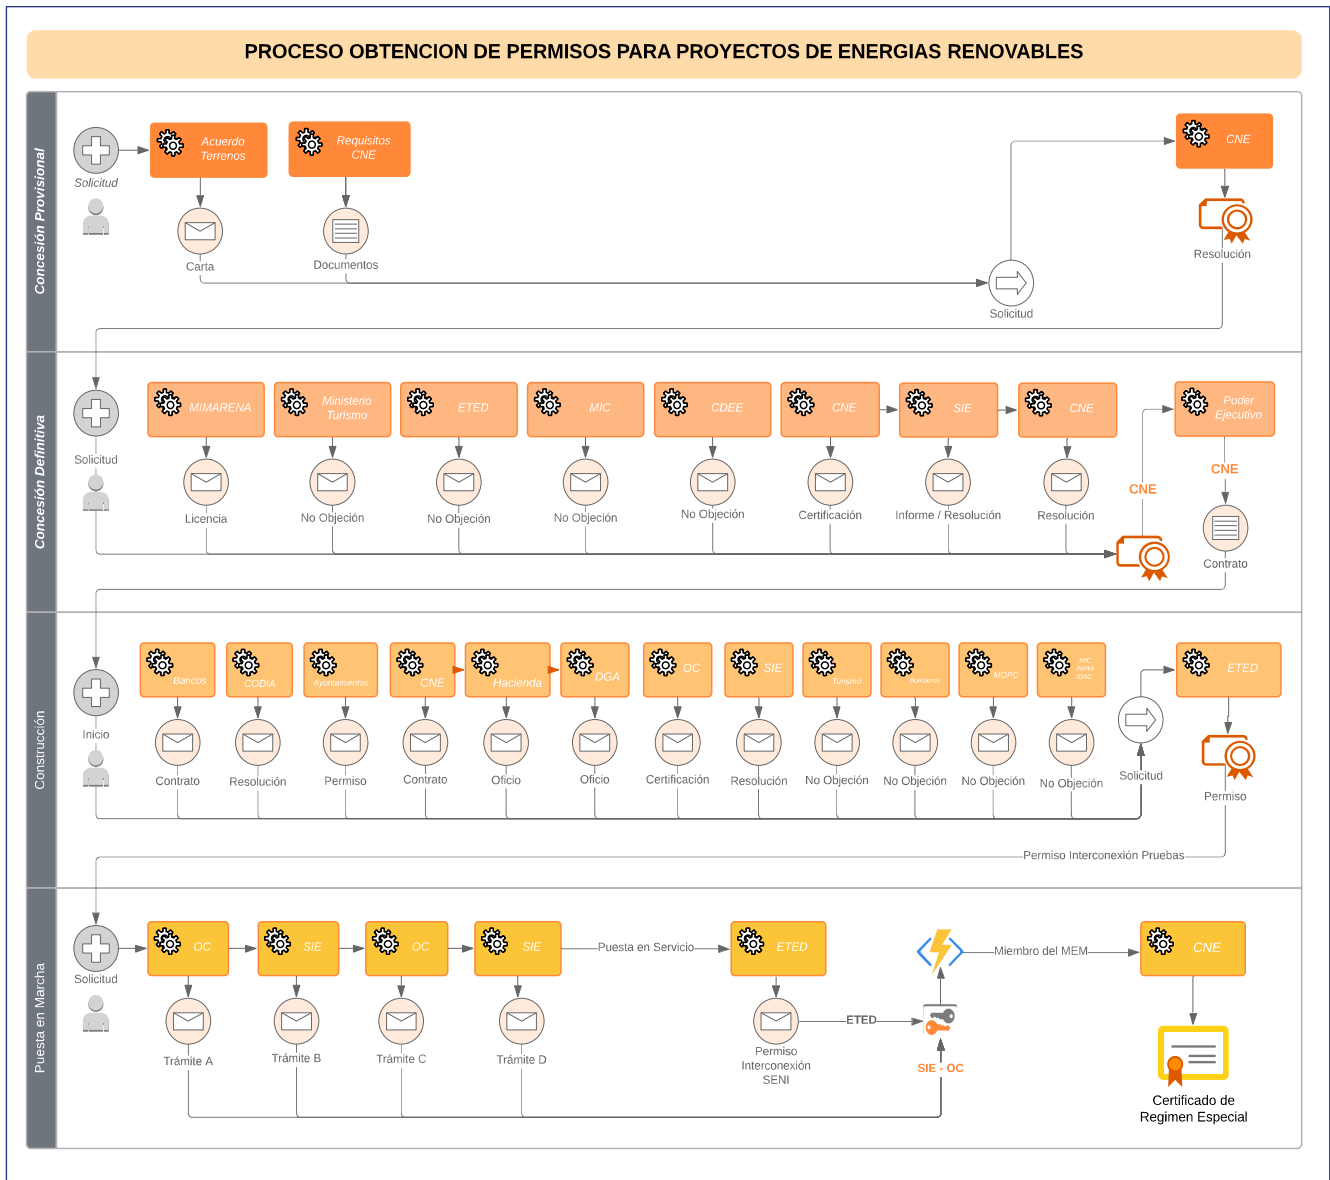 PROCESO OBTENCION DE PERMISOS PARA PROYECTOS DE ENERGIAS RENOVABLES
Concesión Provisional
Solicitud
Acuerdo
Terrenos
Requisitos
CNE
CNE
Carta
Documentos
Resolución
Solicitud
Concesión Definitiva
Solicitud
MIMARENA
Ministerio
Turismo
ETED
MIC
CDEE
CNE
SIE
CNE
Poder
Ejecutivo
CNE
CNE
Licencia
No Objeción
No Objeción
No Objeción
No Objeción
Certificación
Informe / Resolución
Resolución
Contrato
Construcción
Inicio
Bancos
CODIA
Ayuntamientos
CNE
Hacienda
DGA
OC
SIE
Turismo
Bomberos
MOPC
MIC
INRHI
IDAC
ETED
Contrato
Resolución
Permiso
Contrato
Oficio
Oficio
Certificación
Resolución
No Objeción
No Objeción
No Objeción
No Objeción
Solicitud
Permiso
Permiso Interconexión Pruebas
Puesta en Marcha
Solicitud
OC
SIE
OC
SIE
Puesta en Servicio
ETED
Miembro del MEM
CNE
Trámite A
Trámite B
Trámite C
Trámite D
Permiso
Interconexión
SENI
ETED
SIE - OC
Certificado de
Regimen Especial